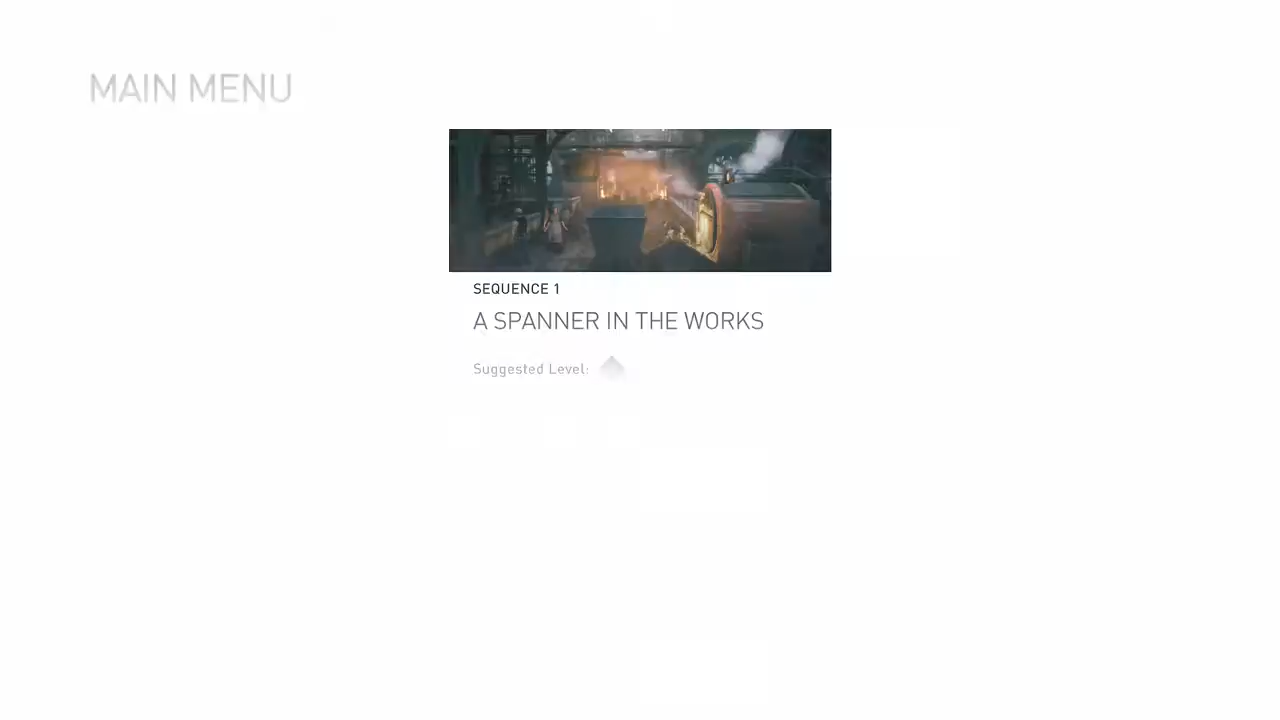 MAIN MENU
SEQUENCE 1
A SPANNER IN THE WORKS
Suggested Level: